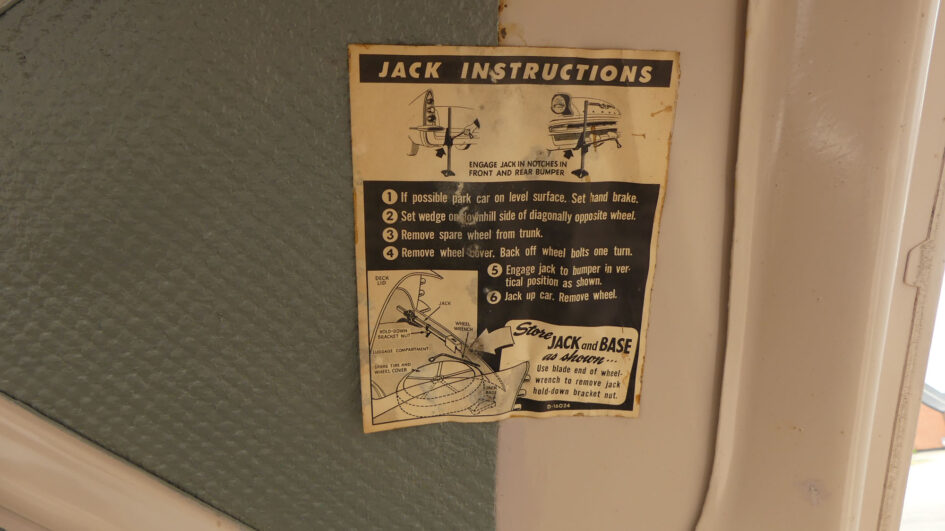 JACK INSTRUCTIONS
ENGAGE JACK IN NOTCHES IN
FRONT AND REAR BUMPER
1 If possible park car on level surface. Set hand brake.
2 Set wedge on downhill side of diagonally opposite wheel.
3 Remove spare wheel from trunk.
4 Remove wheel cover. Back off wheel bolts one turn.
5 Engage jack to bumper in ver-
tical position as shown.
6 Jack up car. Remove wheel.
DECK
LID
JACK
WHEEL
WRENCH
HOLD-DOWN
BRACKET NUT
LUGGAGE COMPARTMENT
SPARE TIRE AND
WHEEL COVER
JACK
BASE
Store
JACK and BASE
as shown...
Use blade end of wheel-
wrench to remove jack
hold-down bracket nut.
D-16034